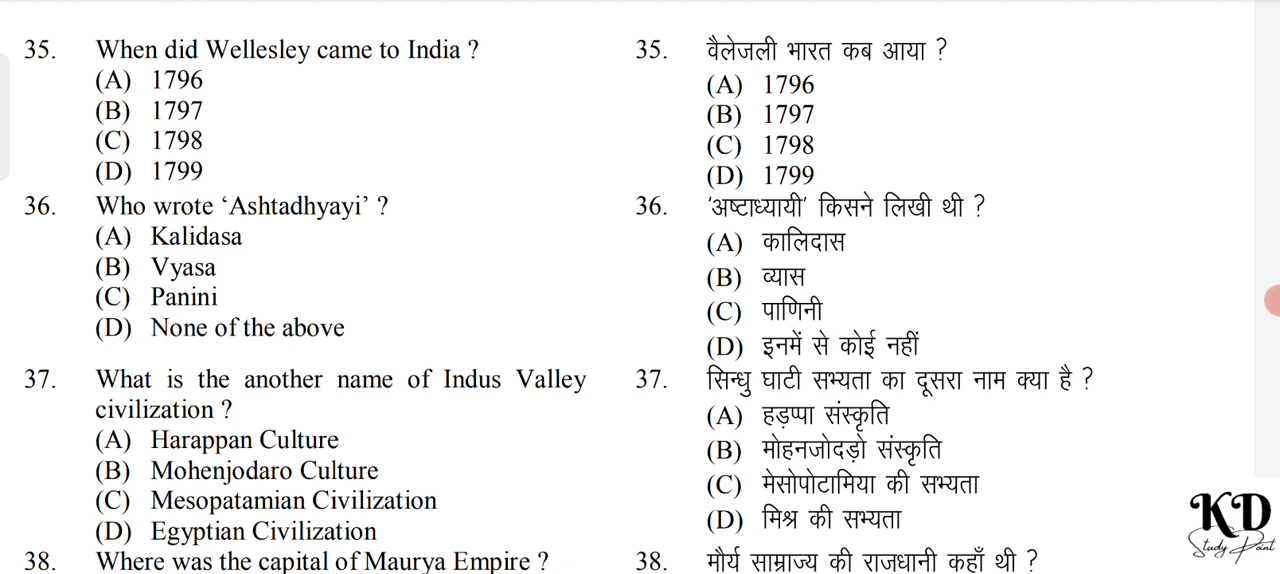 35. When did Wellesley came to India ?
(A) 1796
(B) 1797
(C) 1798
(D) 1799
36. Who wrote ‘Ashtadhyayi’ ?
(A) Kalidasa
(B) Vyasa
(C) Panini
(D) None of the above
37. What is the another name of Indus Valley
civilization ?
(A) Harappan Culture
(B) Mohenjodaro Culture
(C) Mesopatamian Civilization
(D) Egyptian Civilization
38. Where was the capital of Maurya Empire ?
35. वैलेजली भारत कब आया ?
(A) 1796
(B) 1797
(C) 1798
(D) 1799
36. ‘अष्टाध्यायी’ किसने लिखी थी ?
(A) कालिदास
(B) व्यास
(C) पाणिनी
(D) इनमें से कोई नहीं
37. सिन्धु घाटी सभ्यता का दूसरा नाम क्या है ?
(A) हड़प्पा संस्कृति
(B) मोहनजोदड़ो संस्कृति
(C) मेसोपोटामिया की सभ्यता
(D) मिश्र की सभ्यता
38. मौर्य साम्राज्य की राजधानी कहाँ थी ?
KD
Study Point